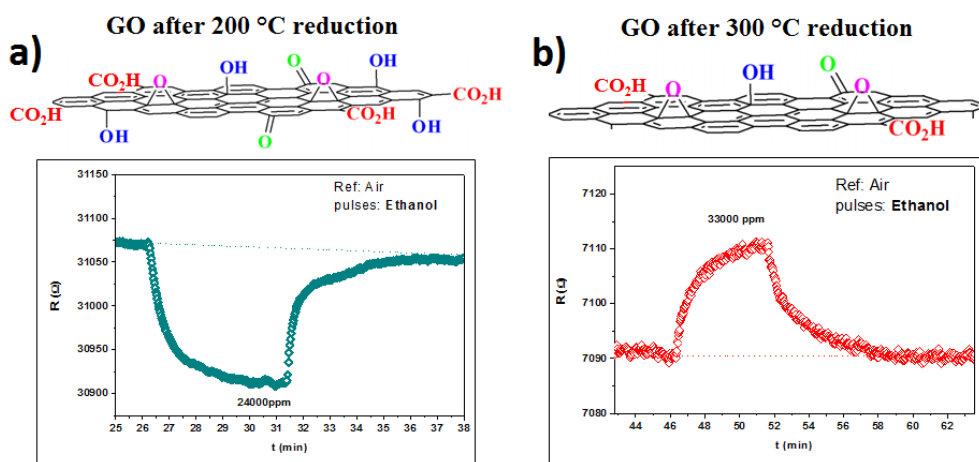 GO after 200 °C reduction
a)
CO₂H
O
OH
O
O
OH
CO₂H
CO₂H
CO₂H
OH
O
OH
31150
31100
31050
31000
30950
30900
R (Ω)
Ref: Air
pulses: Ethanol
24000ppm
25 26 27 28 29 30 31 32 33 34 35 36 37 38
t (min)
GO after 300 °C reduction
b)
CO₂H
O
OH
O
O
CO₂H
7120
7110
7100
7090
7080
R (Ω)
Ref: Air
pulses: Ethanol
33000 ppm
44 46 48 50 52 54 56 58 60 62
t (min)